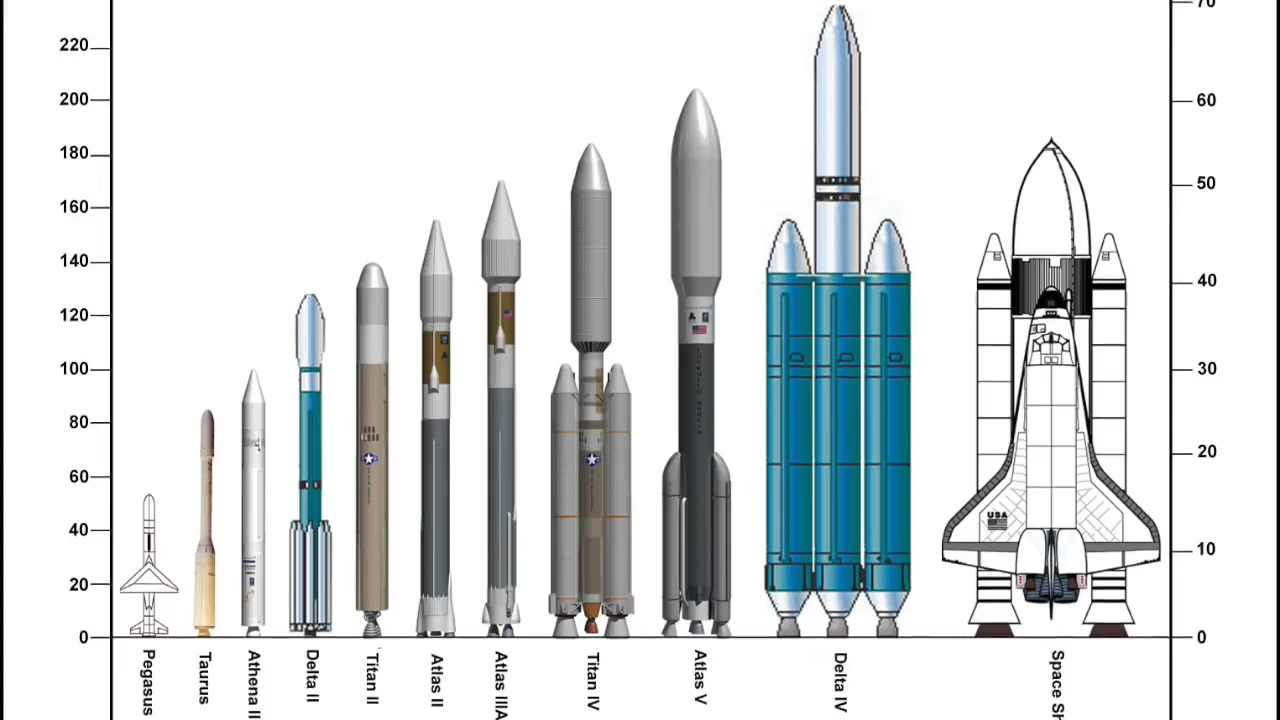 70
220
200
60
180
50
160
140
40
120
100
30
80
20
60
40
10
20
0
0
USA
Pegasus
Taurus
Athena II
Delta II
Titan II
Atlas II
Atlas IIIA
Titan IV
Atlas V
Delta IV
Space Sh